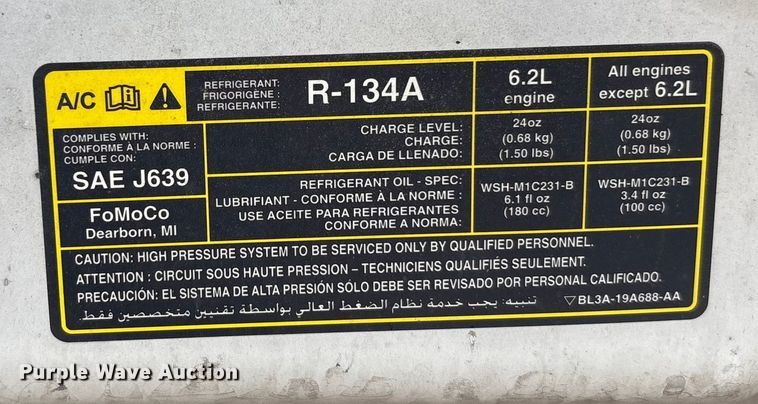 A/C
REFRIGERANT:
FRIGORIGÈNE :
REFRIGERANTE:
R-134A
6.2L
engine
All engines
except 6.2L
COMPLIES WITH:
CONFORME À LA NORME :
CUMPLE CON:
SAE J639
CHARGE LEVEL:
CHARGE:
CARGA DE LLENADO:
24oz
(0.68 kg)
(1.50 lbs)
24oz
(0.68 kg)
(1.50 lbs)
FoMoCo
Dearborn, MI
REFRIGERANT OIL - SPEC:
LUBRIFIANT - CONFORME À LA NORME :
USE ACEITE PARA REFRIGERANTES
CONFORME A NORMA:
WSH-M1C231-B
6.1 fl oz
(180 cc)
WSH-M1C231-B
3.4 fl oz
(100 cc)
CAUTION: HIGH PRESSURE SYSTEM TO BE SERVICED ONLY BY QUALIFIED PERSONNEL.
ATTENTION : CIRCUIT SOUS HAUTE PRESSION – TECHNICIENS QUALIFIÉS SEULEMENT.
PRECAUCIÓN: EL SISTEMA DE ALTA PRESIÓN SÓLO DEBE SER REVISADO POR PERSONAL CALIFICADO.
تنبيه: يجب خدمة نظام الضغط العالي بواسطة تقنيين متخصصين فقط.
BL3A-19A688-AA
Purple Wave Auction